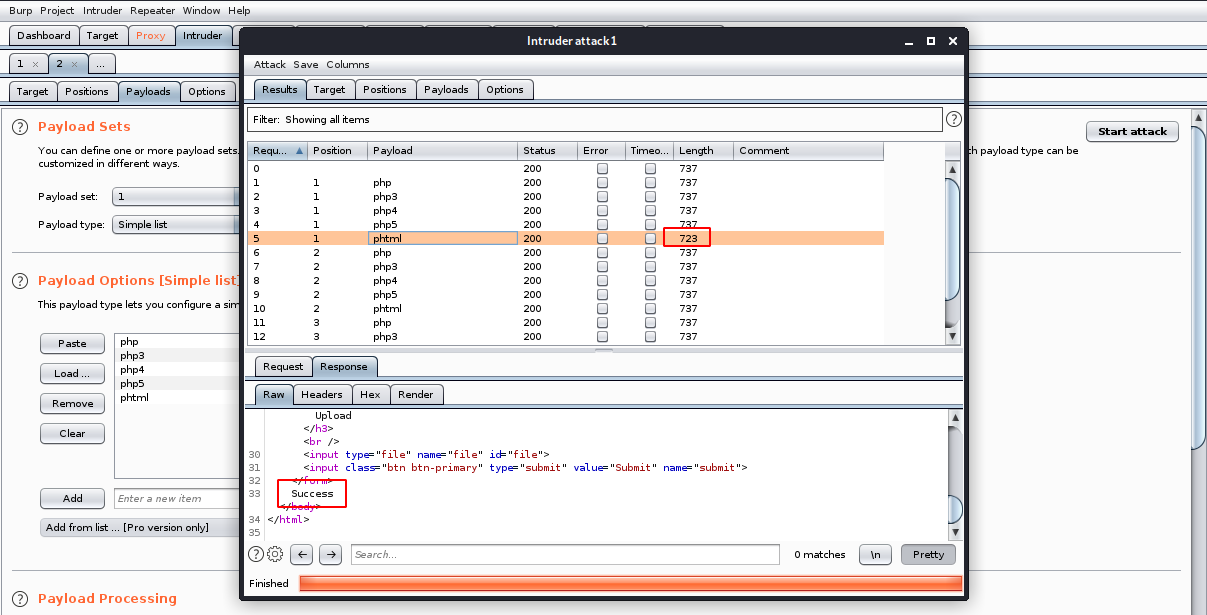 Burp Project Intruder Repeater Window Help
Dashboard Target Proxy Intruder
1 × 2 × ...
Target Positions Payloads Options
? Payload Sets
You can define one or more payload sets.
customized in different ways.
ch payload type can be
Start attack
Payload set: 1
Payload type: Simple list
? Payload Options [Simple list]
This payload type lets you configure a sim
Paste
Load ...
Remove
Clear
php
php3
php4
php5
phtml
Add Enter a new item
Add from list ... [Pro version only]
? Payload Processing
Intruder attack1
Attack Save Columns
Results Target Positions Payloads Options
Filter: Showing all items ?
Requ... Position Payload Status Error Timeo... Length Comment
0 200 737
1 1 php 200 737
2 1 php3 200 737
3 1 php4 200 737
4 1 php5 200 737
5 1 phtml 200 723
6 2 php 200 737
7 2 php3 200 737
8 2 php4 200 737
9 2 php5 200 737
10 2 phtml 200 737
11 3 php 200 737
12 3 php3 200 737
Request Response
Raw Headers Hex Render
Upload
</h3>
<br />
30 <input type="file" name="file" id="file">
31 <input class="btn btn-primary" type="submit" value="Submit" name="submit">
32 </form>
33 Success
</body>
34 </html>
35
? Search... 0 matches \n Pretty
Finished